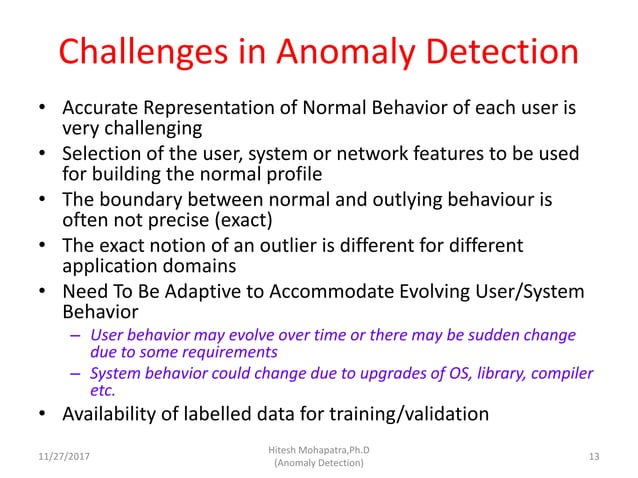 Challenges in Anomaly Detection
• Accurate Representation of Normal Behavior of each user is
very challenging
• Selection of the user, system or network features to be used
for building the normal profile
• The boundary between normal and outlying behaviour is
often not precise (exact)
• The exact notion of an outlier is different for different
application domains
• Need To Be Adaptive to Accommodate Evolving User/System
Behavior
– User behavior may evolve over time or there may be sudden change
due to some requirements
– System behavior could change due to upgrades of OS, library, compiler
etc.
• Availability of labelled data for training/validation
11/27/2017
Hitesh Mohapatra,Ph.D
(Anomaly Detection)
13